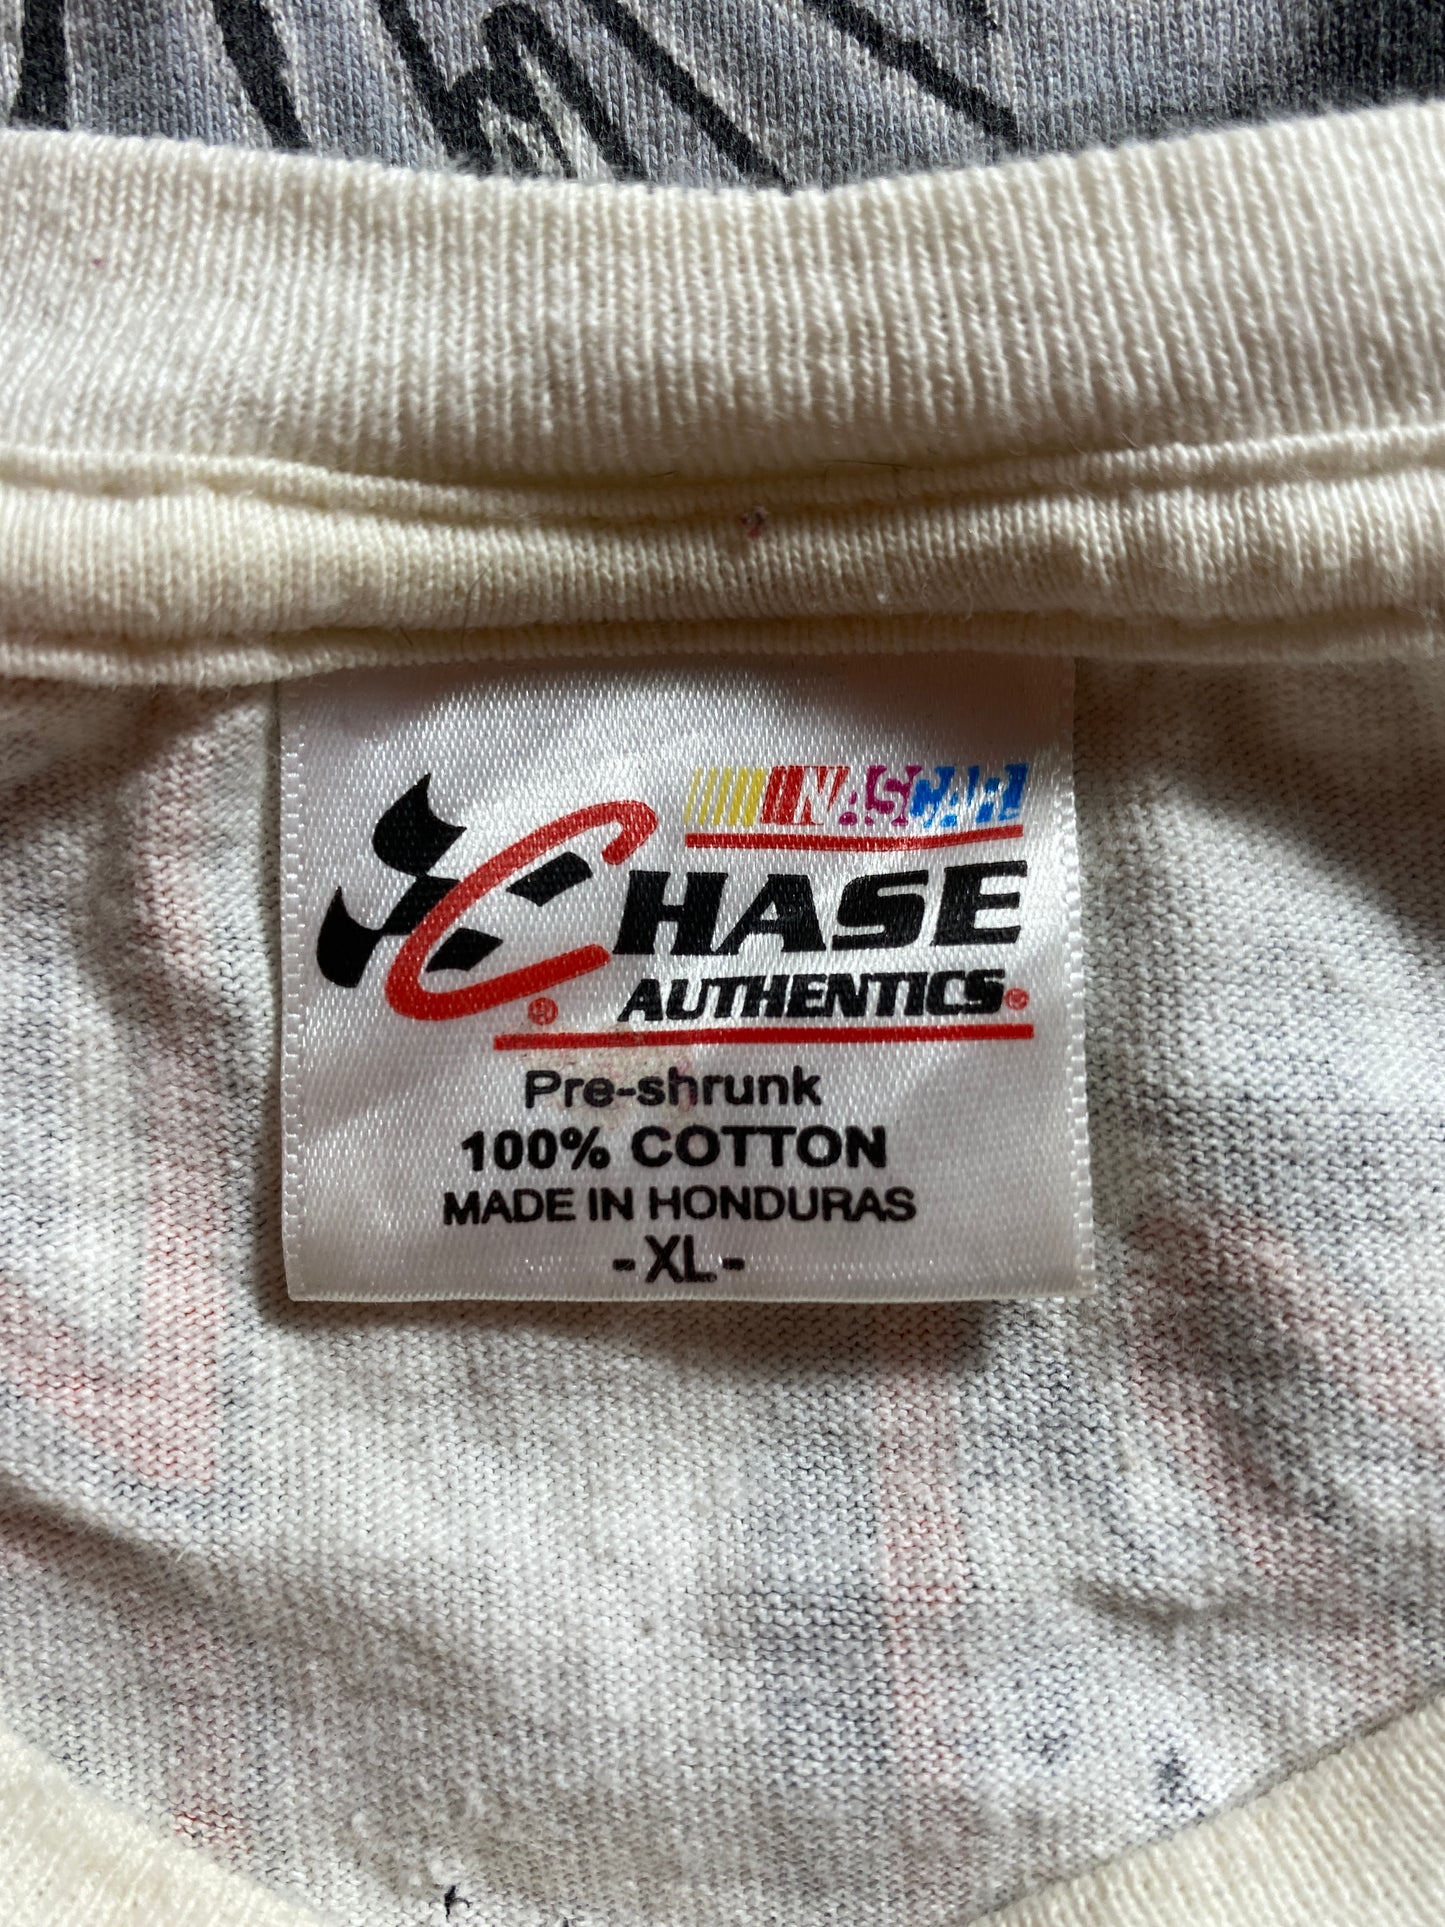 NASCAR
CHASE
AUTHENTICS®
®
Pre-shrunk
100% COTTON
MADE IN HONDURAS
-XL-